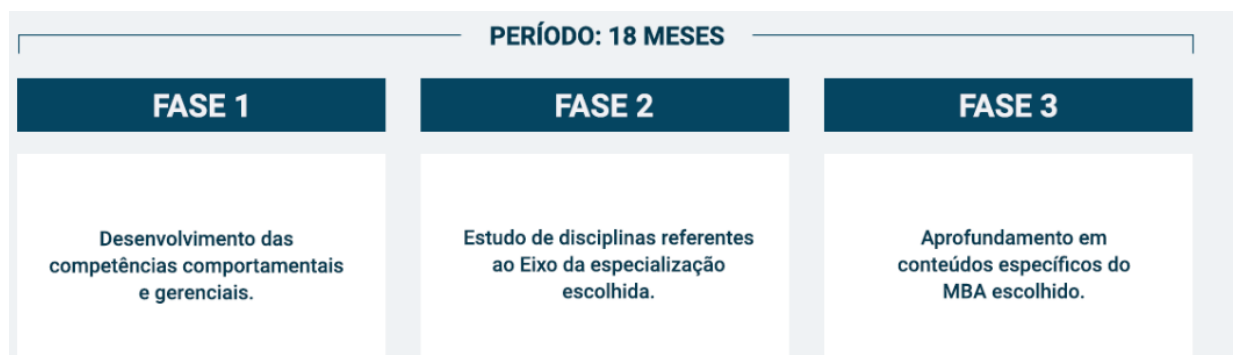 PERÍODO: 18 MESES
FASE 1
Desenvolvimento das
competências comportamentais
e gerenciais.
FASE 2
Estudo de disciplinas referentes
ao Eixo da especialização
escolhida.
FASE 3
Aprofundamento em
conteúdos específicos do
MBA escolhido.